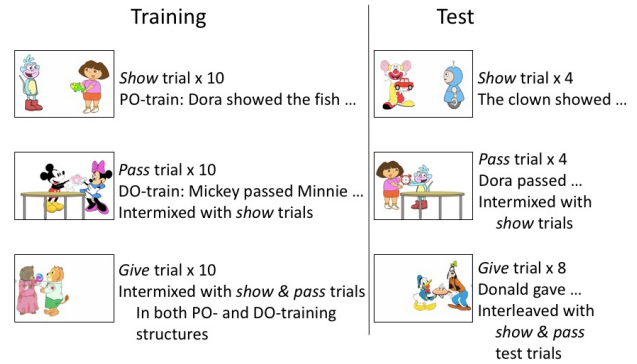 Training
Show trial x 10
PO-train: Dora showed the fish ...
Pass trial x 10
DO-train: Mickey passed Minnie ...
Intermixed with show trials
Give trial x 10
Intermixed with show & pass trials
In both PO- and DO-training
structures
Test
Show trial x 4
The clown showed ...
Pass trial x 4
Dora passed ...
Intermixed with
show trials
Give trial x 8
Donald gave ...
Interleaved with
show & pass
test trials